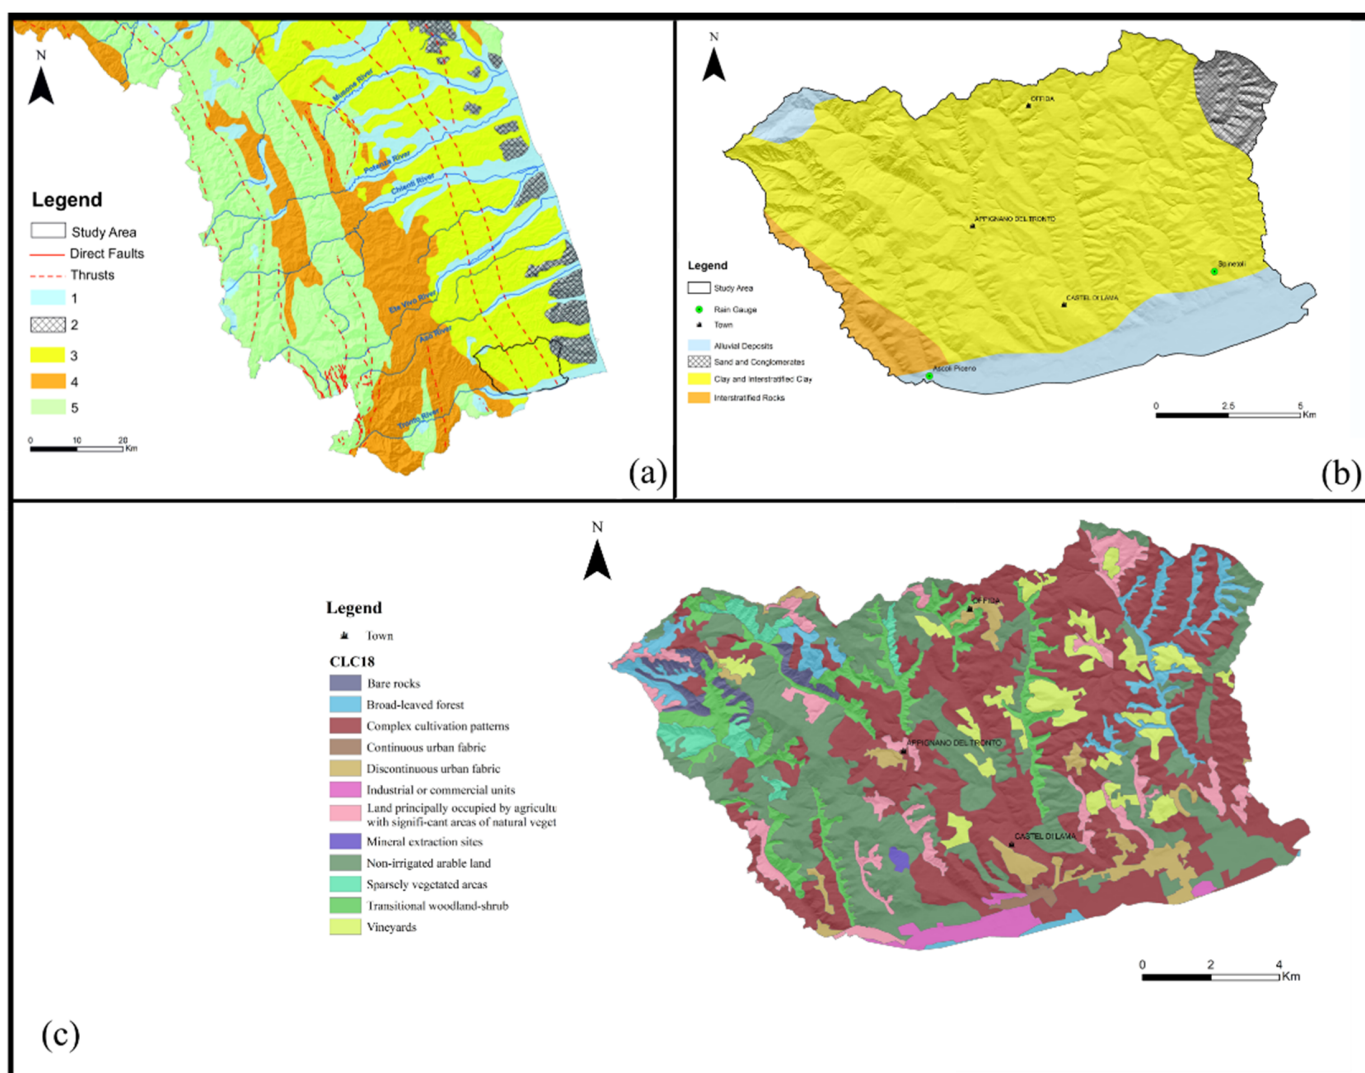 N
Musone River
Potenza River
Chienti River
Ete Vivo River
Aso River
Tronto River
Legend
Study Area
Direct Faults
Thrusts
1
2
3
4
5
0 10 20
Km
(a)
N
OFFIDA
APPIGNANO DEL TRONTO
Spinetoli
CASTEL DI LAMA
Ascoli Piceno
Legend
Study Area
Rain Gauge
Town
Alluvial Deposits
Sand and Conglomerates
Clay and Interstratified Clay
Interstratified Rocks
0 2.5 5
Km
(b)
N
OFFIDA
APPIGNANO DEL TRONTO
CASTEL DI LAMA
Legend
Town
CLC18
Bare rocks
Broad-leaved forest
Complex cultivation patterns
Continuous urban fabric
Discontinuous urban fabric
Industrial or commercial units
Land principally occupied by agricultu
with signifi-cant areas of natural veget
Mineral extraction sites
Non-irrigated arable land
Sparsely vegetated areas
Transitional woodland-shrub
Vineyards
0 2 4
Km
(c)